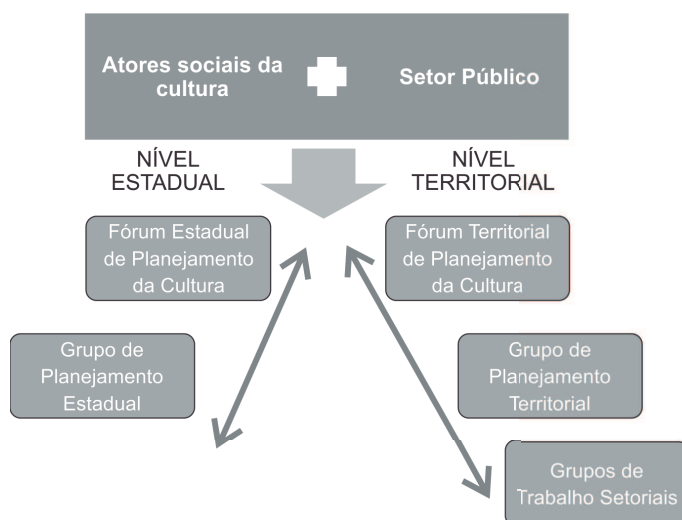 Atores sociais da
cultura
Setor Público
NÍVEL
ESTADUAL
NÍVEL
TERRITORIAL
Fórum Estadual
de Planejamento
da Cultura
Fórum Territorial
de Planejamento
da Cultura
Grupo de
Planejamento
Estadual
Grupo de
Planejamento
Territorial
Grupos de
Trabalho Setoriais